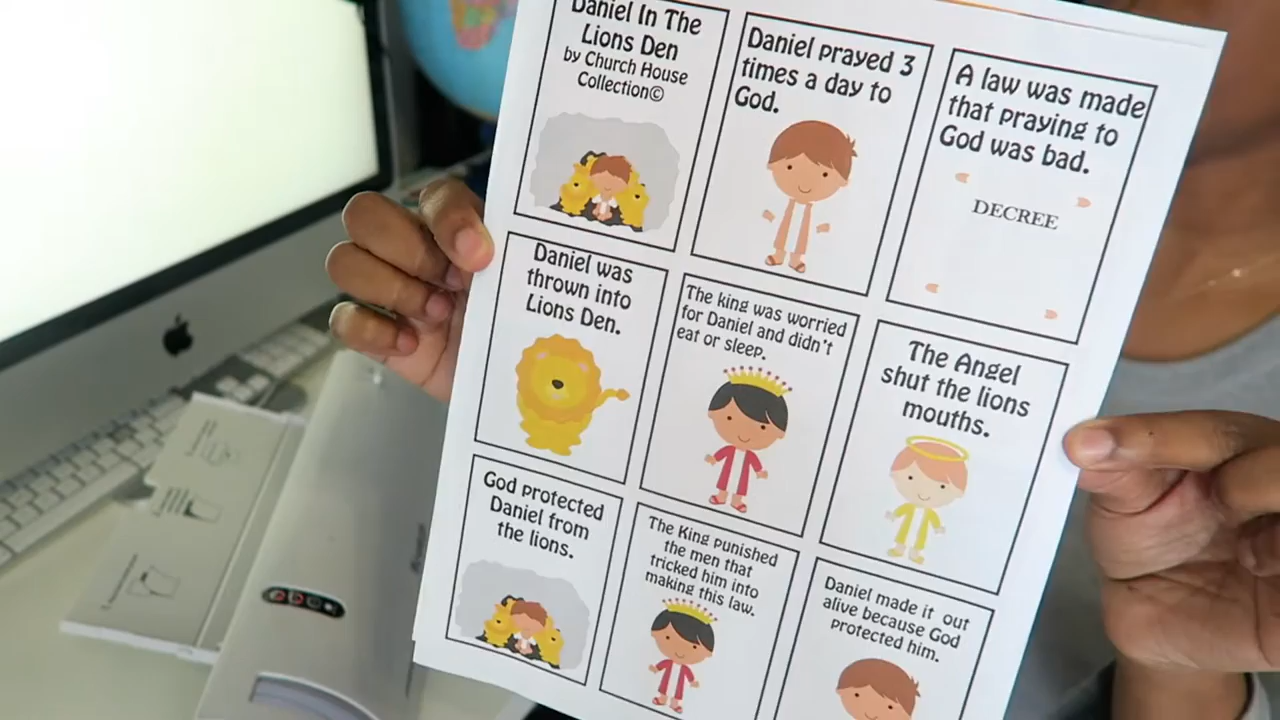 Daniel In The
Lions Den
by Church House
Collection©
Daniel prayed 3
times a day to
God.
A law was made
that praying to
God was bad.
DECREE
Daniel was
thrown into
Lions Den.
The king was worried
for Daniel and didn't
eat or sleep.
The Angel
shut the lions
mouths.
God protected
Daniel from
the lions.
The King punished
the men that
tricked him into
making this law.
Daniel made it out
alive because God
protected him.